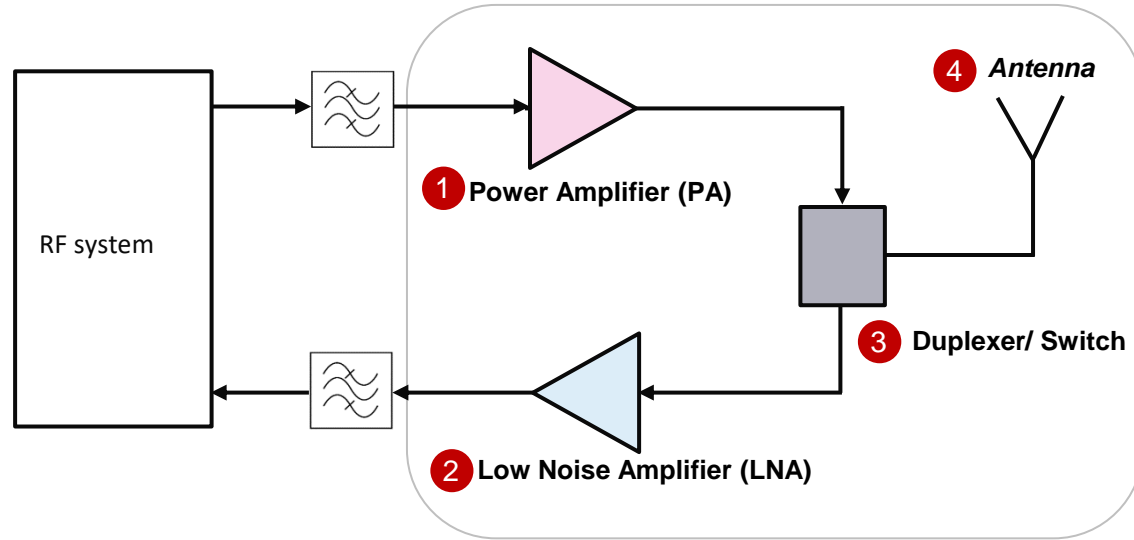 4 Antenna
1 Power Amplifier (PA)
RF system
3 Duplexer/ Switch
2 Low Noise Amplifier (LNA)